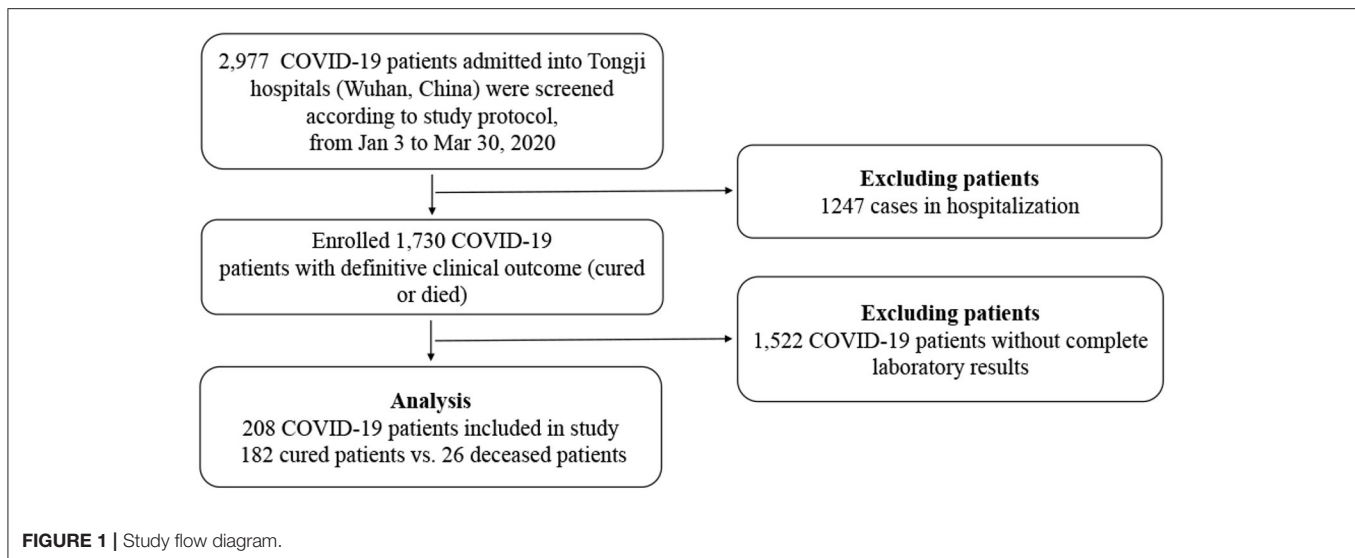 2,977 COVID-19 patients admitted into Tongji
hospitals (Wuhan, China) were screened
according to study protocol,
from Jan 3 to Mar 30, 2020
Excluding patients
1247 cases in hospitalization
Enrolled 1,730 COVID-19
patients with definitive clinical outcome (cured
or died)
Excluding patients
1,522 COVID-19 patients without complete
laboratory results
Analysis
208 COVID-19 patients included in study
182 cured patients vs. 26 deceased patients
FIGURE 1 | Study flow diagram.